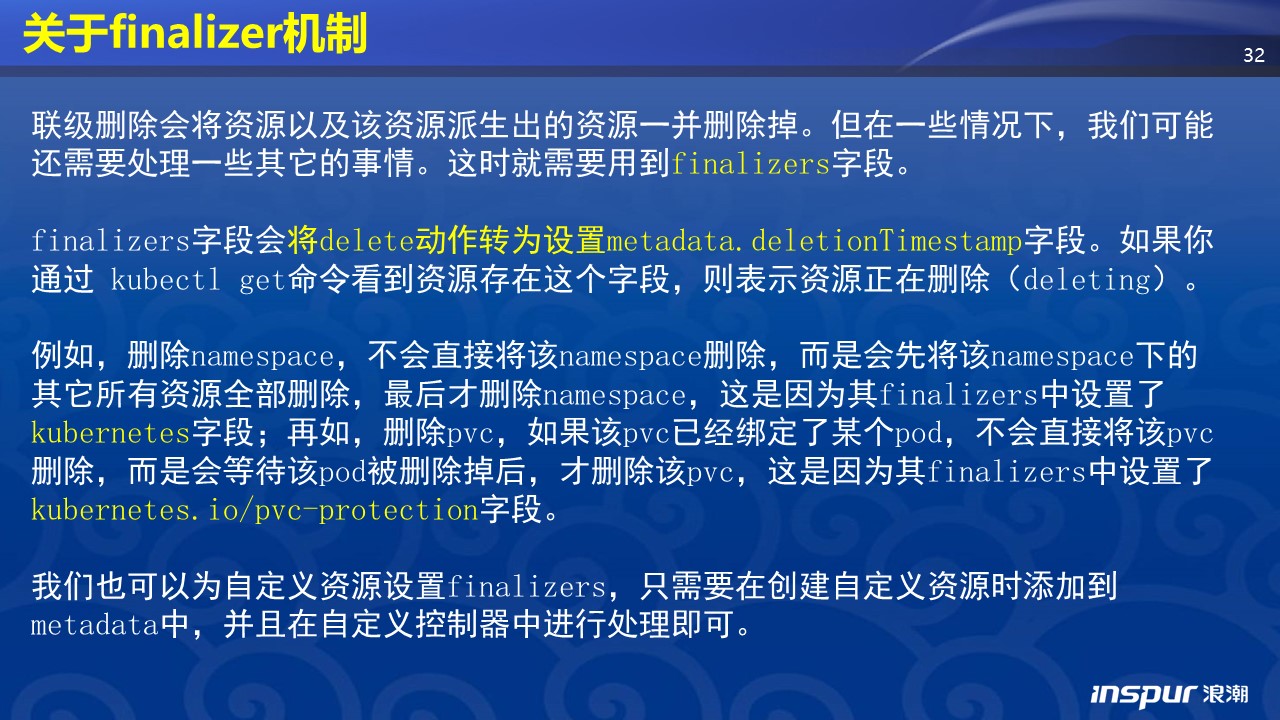 关于finalizer机制
32
联级删除会将资源以及该资源派生出的资源一并删除掉。但在一些情况下，我们可能
还需要处理一些其它的事情。这时就需要用到finalizers字段。
finalizers字段会将delete动作转为设置metadata.deletionTimestamp字段。如果你
通过 kubectl get命令看到资源存在这个字段，则表示资源正在删除（deleting）。
例如，删除namespace，不会直接将该namespace删除，而是会先将该namespace下的
其它所有资源全部删除，最后才删除namespace，这是因为其finalizers中设置了
kubernetes字段；再如，删除pvc，如果该pvc已经绑定了某个pod，不会直接将该pvc
删除，而是会等待该pod被删除掉后，才删除该pvc，这是因为其finalizers中设置了
kubernetes.io/pvc-protection字段。
我们也可以为自定义资源设置finalizers，只需要在创建自定义资源时添加到
metadata中，并且在自定义控制器中进行处理即可。
inspur 浪潮